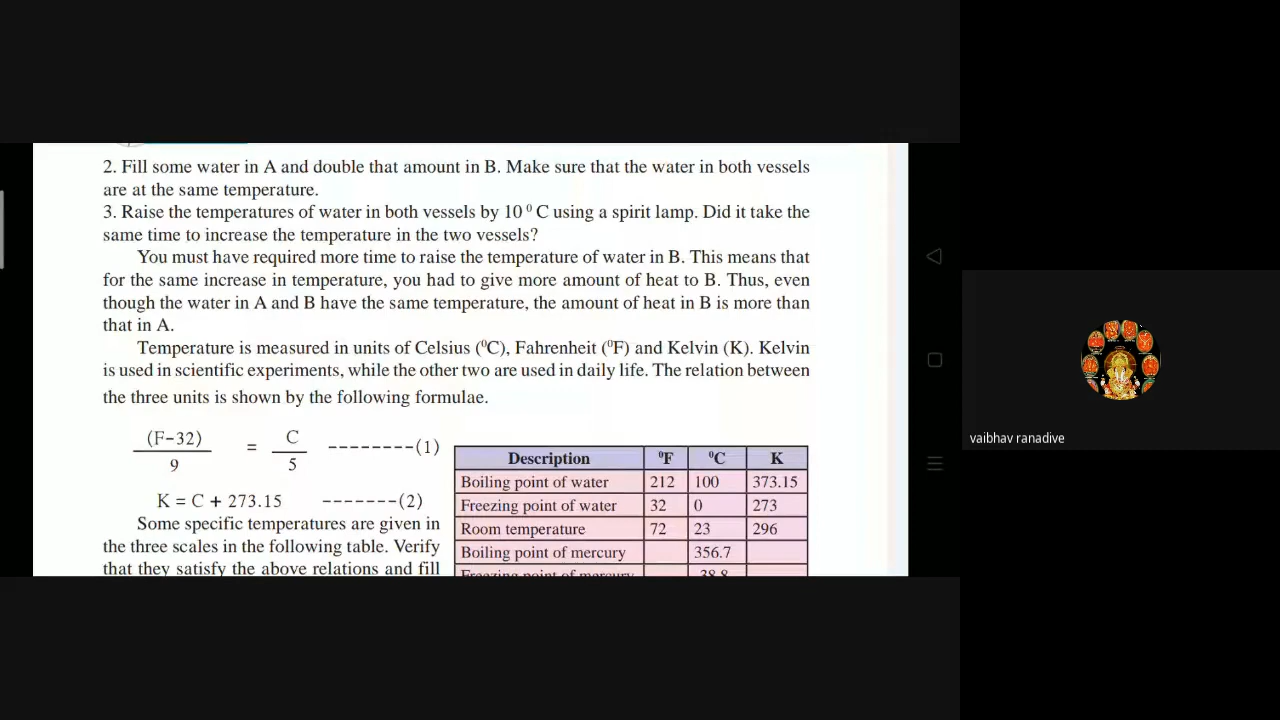 2. Fill some water in A and double that amount in B. Make sure that the water in both vessels
are at the same temperature.
3. Raise the temperatures of water in both vessels by 10 ⁰ C using a spirit lamp. Did it take the
same time to increase the temperature in the two vessels?
You must have required more time to raise the temperature of water in B. This means that
for the same increase in temperature, you had to give more amount of heat to B. Thus, even
though the water in A and B have the same temperature, the amount of heat in B is more than
that in A.
Temperature is measured in units of Celsius (⁰C), Fahrenheit (⁰F) and Kelvin (K). Kelvin
is used in scientific experiments, while the other two are used in daily life. The relation between
the three units is shown by the following formulae.
(F-32)/9 = C/5 --------(1)
K = C + 273.15 -------(2)
Some specific temperatures are given in
the three scales in the following table. Verify
that they satisfy the above relations and fill
Description ⁰F ⁰C K
Boiling point of water 212 100 373.15
Freezing point of water 32 0 273
Room temperature 72 23 296
Boiling point of mercury 356.7
Freezing point of mercury 38.8
vaibhav ranadive